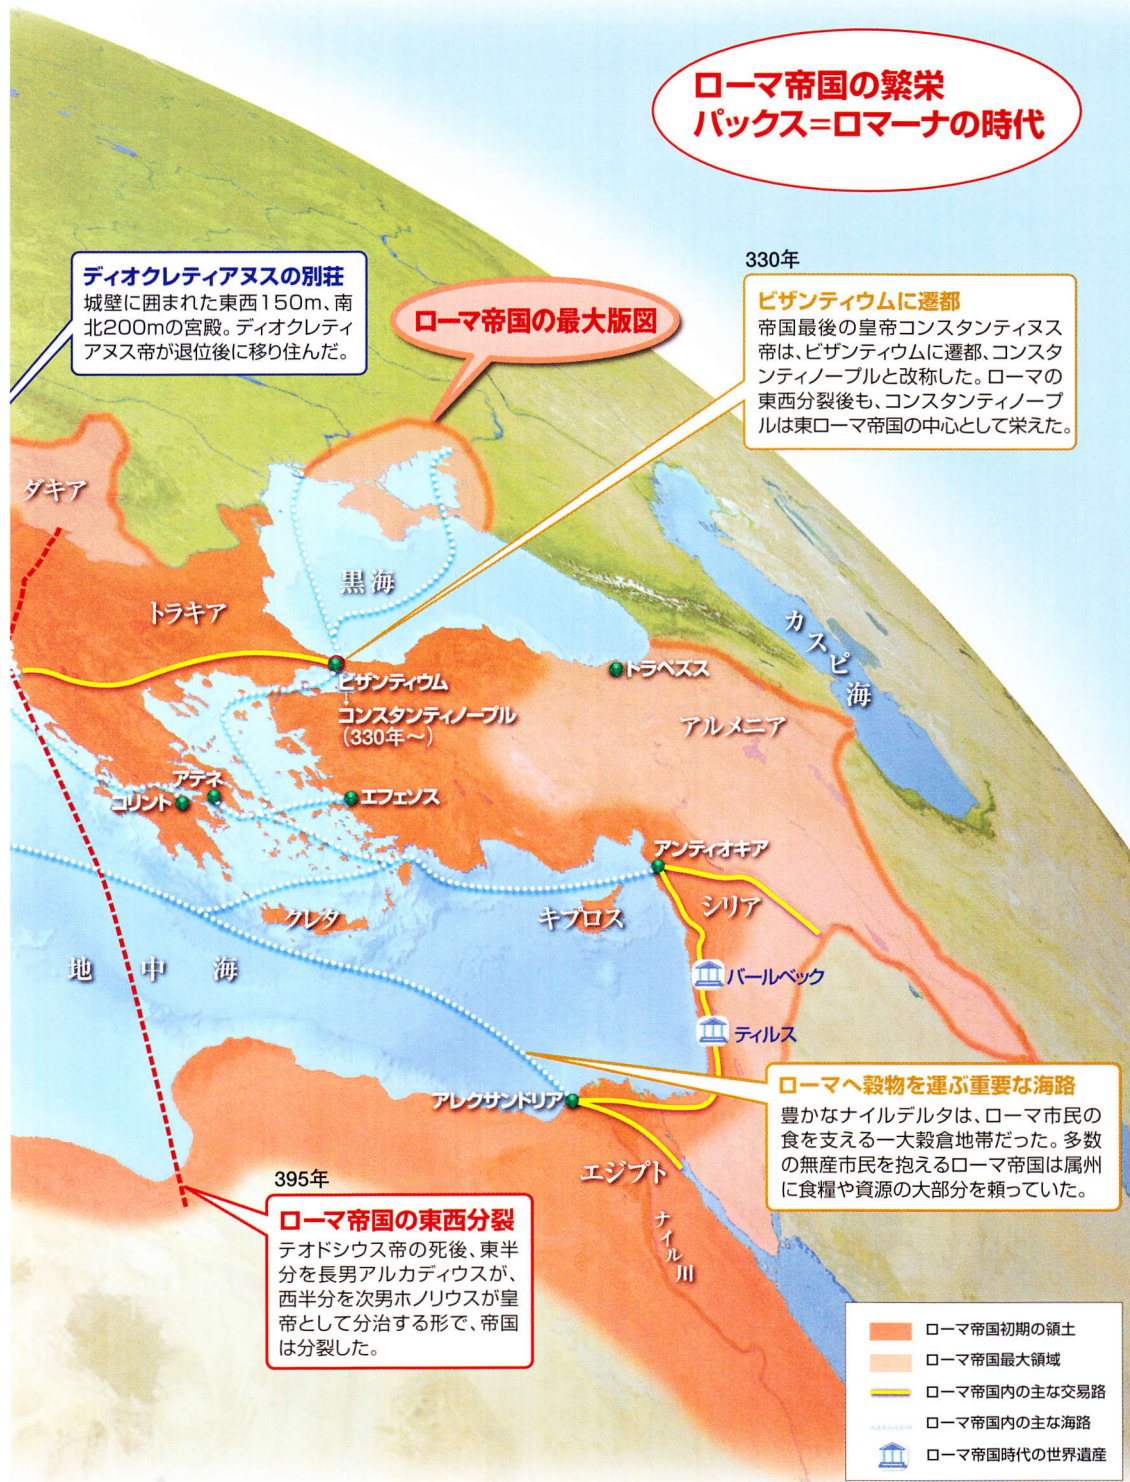 ローマ帝国の繁栄
パックス=ロマーナの時代
ディオクレティアヌスの別荘
城壁に囲まれた東西150m、南
北200mの宮殿。ディオクレティ
アヌス帝が退位後に移り住んだ。
ローマ帝国の最大版図
330年
ビザンティウムに遷都
帝国最後の皇帝コンスタンティヌス
帝は、ビザンティウムに遷都、コンスタ
ンティノープルと改称した。ローマの
東西分裂後も、コンスタンティノープ
ルは東ローマ帝国の中心として栄えた。
ダキア
黒海
トラキア
カスピ海
ビザンティウム
↓
コンスタンティノープル
(330年〜)
トラペズス
アルメニア
アテネ
コリント
エフェソス
アンティオキア
シリア
クレタ
キプロス
地中海
バールベック
ティルス
アレクサンドリア
エジプト
ナイル川
ローマへ穀物を運ぶ重要な海路
豊かなナイルデルタは、ローマ市民の
食を支える一大穀倉地帯だった。多数
の無産市民を抱えるローマ帝国は属州
に食糧や資源の大部分を頼っていた。
395年
ローマ帝国の東西分裂
テオドシウス帝の死後、東半
分を長男アルカディウスが、
西半分を次男ホノリウスが皇
帝として分治する形で、帝国
は分裂した。
ローマ帝国初期の領土
ローマ帝国最大領域
ローマ帝国内の主な交易路
ローマ帝国内の主な海路
ローマ帝国時代の世界遺産